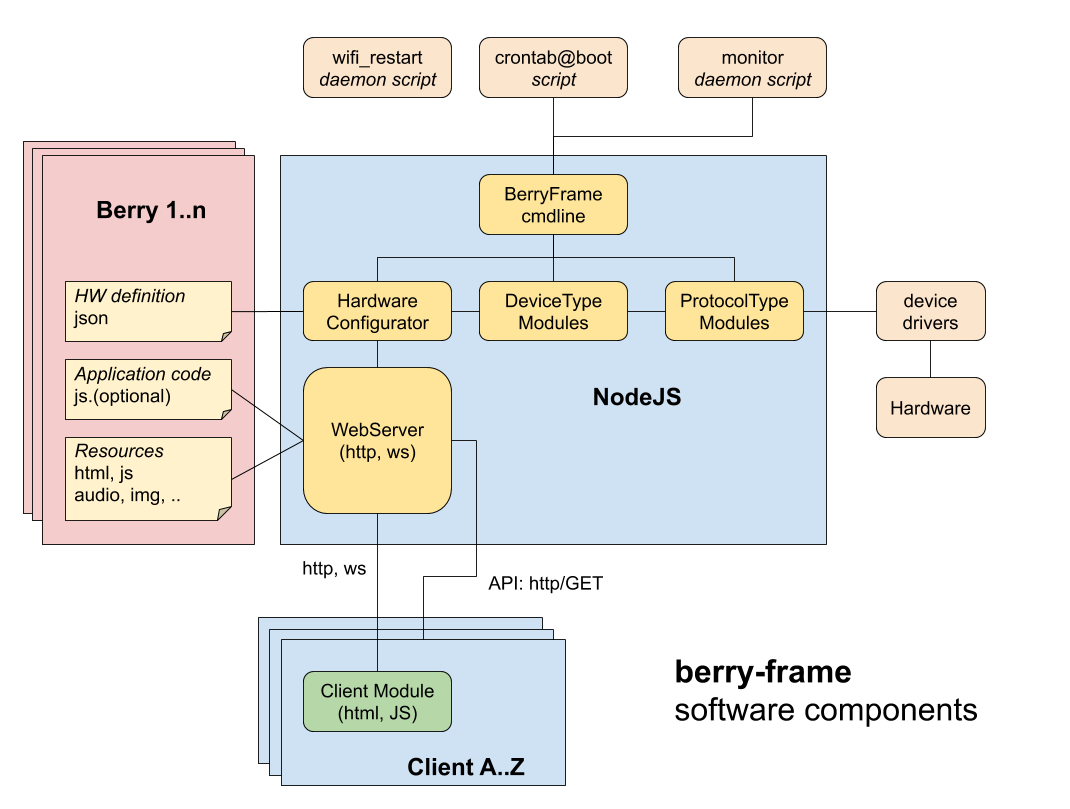 wifi_restart
daemon script
crontab@boot
script
monitor
daemon script
Berry 1..n
BerryFrame
cmdline
HW definition
json
Hardware
Configurator
DeviceType
Modules
ProtocolType
Modules
device
drivers
Application code
js.(optional)
NodeJS
Hardware
WebServer
(http, ws)
Resources
html, js
audio, img, ..
http, ws
API: http/GET
Client Module
(html, JS)
Client A..Z
berry-frame
software components